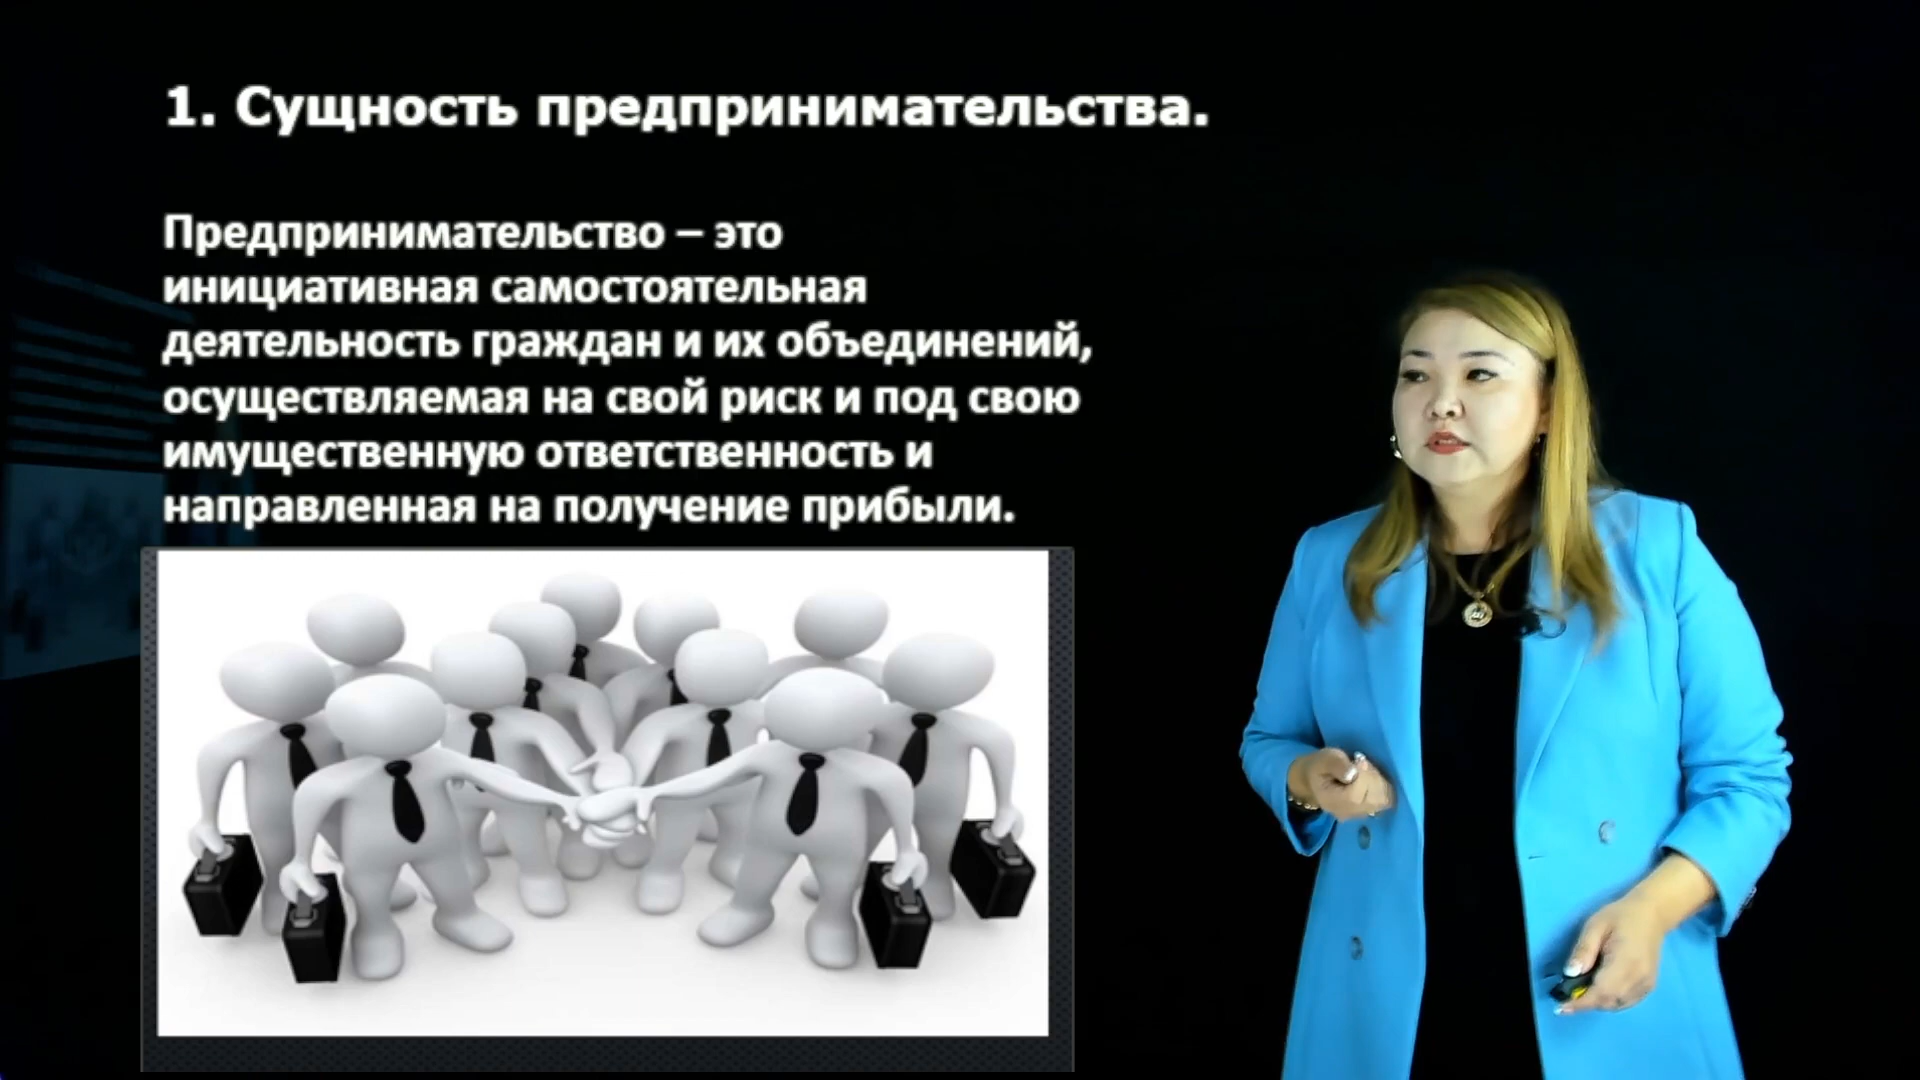 1. Сущность предпринимательства.
Предпринимательство – это
инициативная самостоятельная
деятельность граждан и их объединений,
осуществляемая на свой риск и под свою
имущественную ответственность и
направленная на получение прибыли.